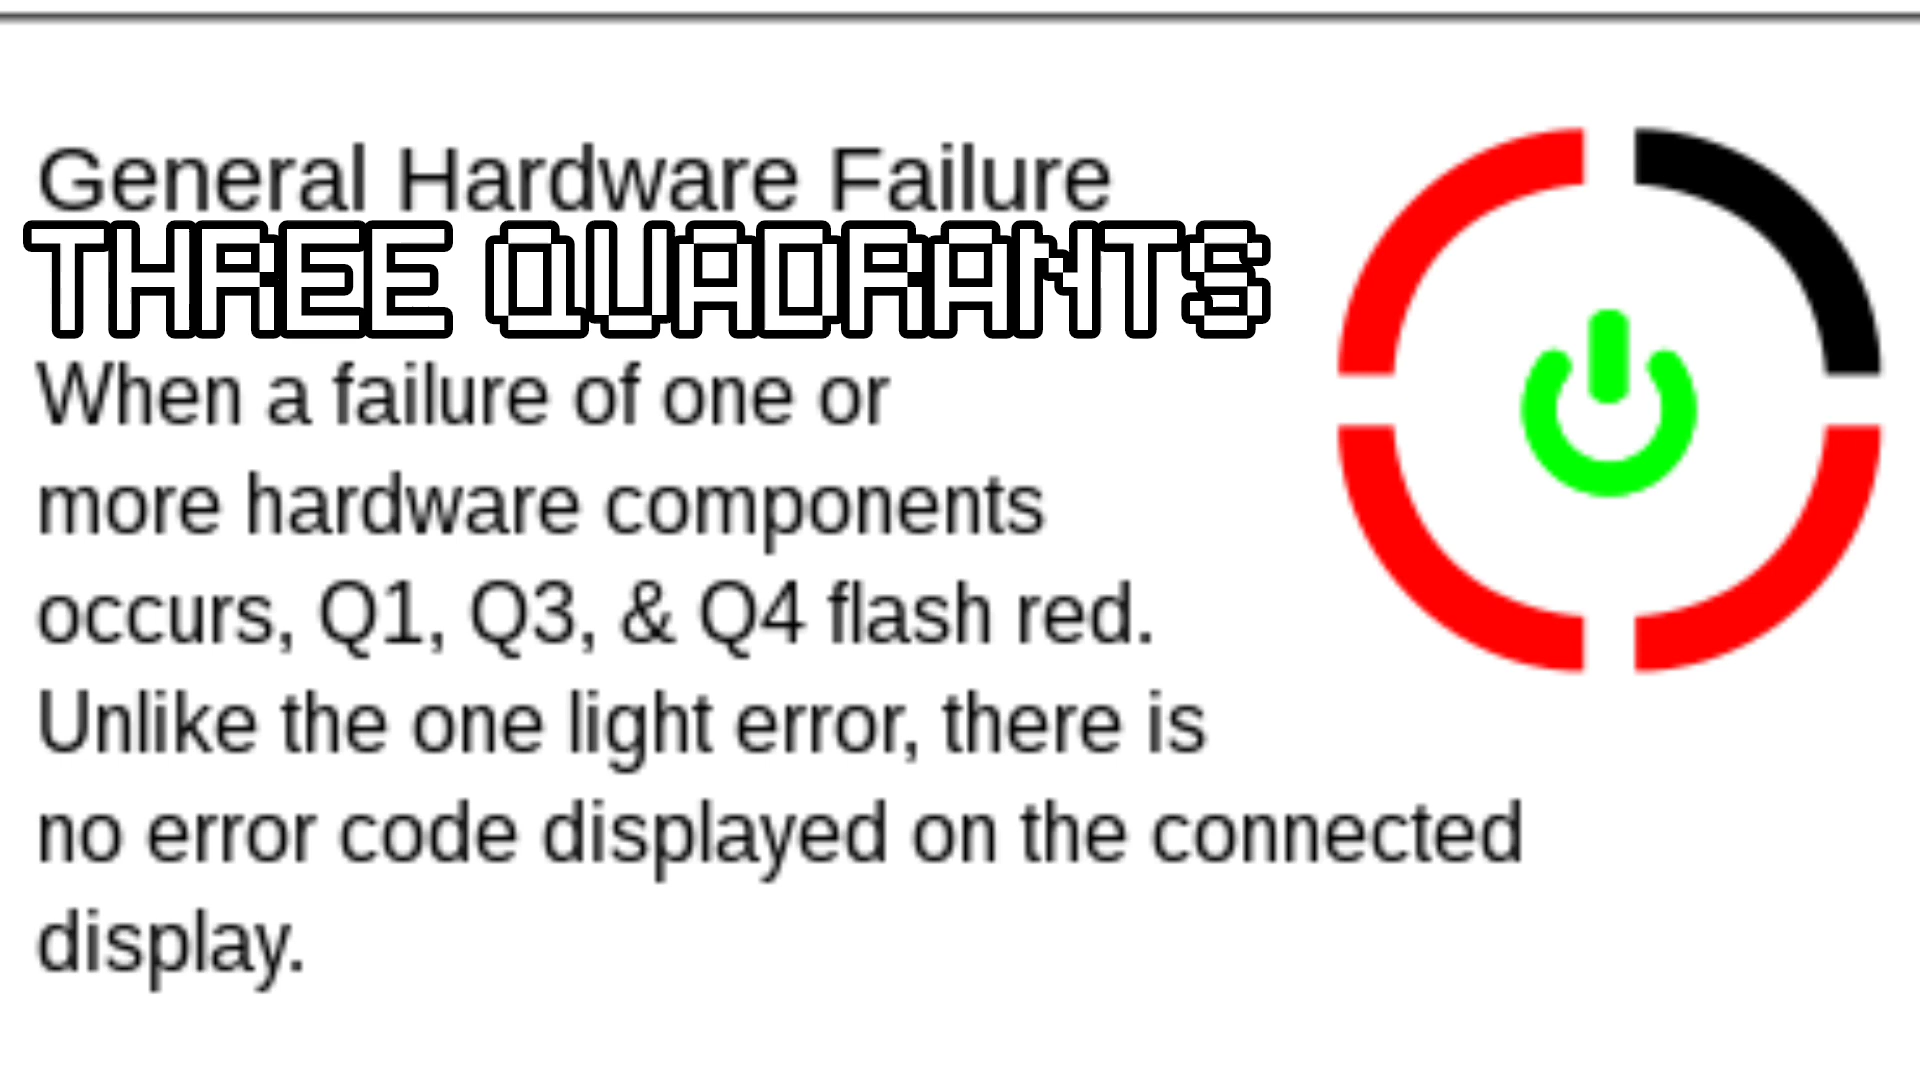 General Hardware Failure
THREE QUADRANTS
When a failure of one or
more hardware components
occurs, Q1, Q3, & Q4 flash red.
Unlike the one light error, there is
no error code displayed on the connected
display.